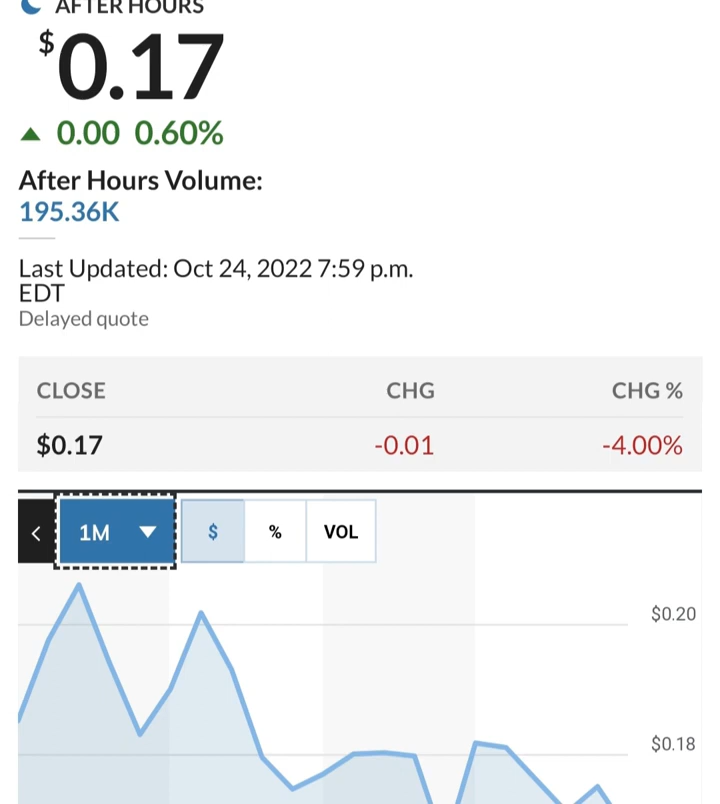 AFTER HOURS
$0.17
0.00 0.60%
After Hours Volume:
195.36K
Last Updated: Oct 24, 2022 7:59 p.m.
EDT
Delayed quote
CLOSE CHG CHG %
$0.17 -0.01 -4.00%
1M $ % VOL
$0.20
$0.18